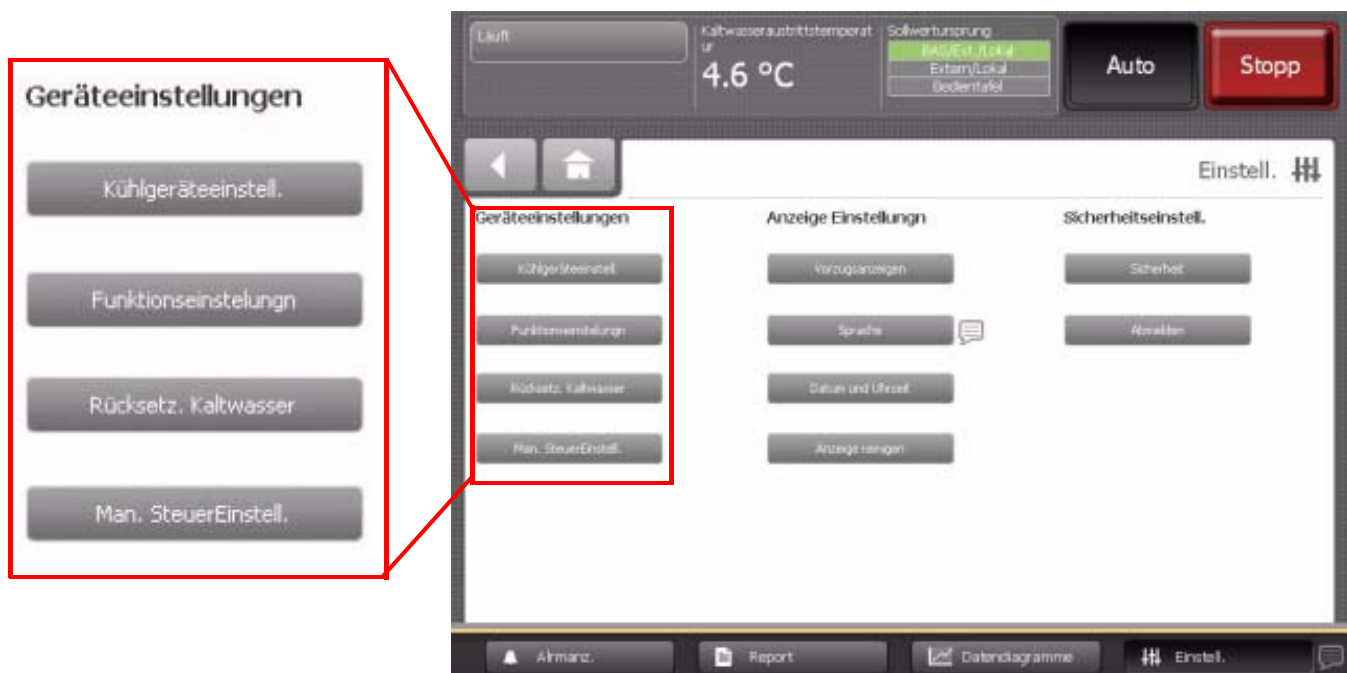 Geräteeinstellungen
Kühlgeräteeinstell.
Funktionseinstelungn
Rücksetz. Kaltwasser
Man. SteuerEinstell.
Läuft
Kaltwasseraustrittstemperat
ur
4.6 °C
Sollwertursprung
BAS/Ext./Lokal
Extern/Lokal
Bedientafel
Auto
Stopp
Einstell.
Geräteeinstellungen
Kühlgeräteeinstell.
Funktionseinstelungn
Rücksetz. Kaltwasser
Man. SteuerEinstell.
Anzeige Einstellungn
Vorzugsanzeigen
Sprache
Datum und Uhrzeit
Anzeige reinigen
Sicherheitseinstell.
Sicherheit
Abmelden
Alrmanz.
Report
Datendiagramme
Einstell.